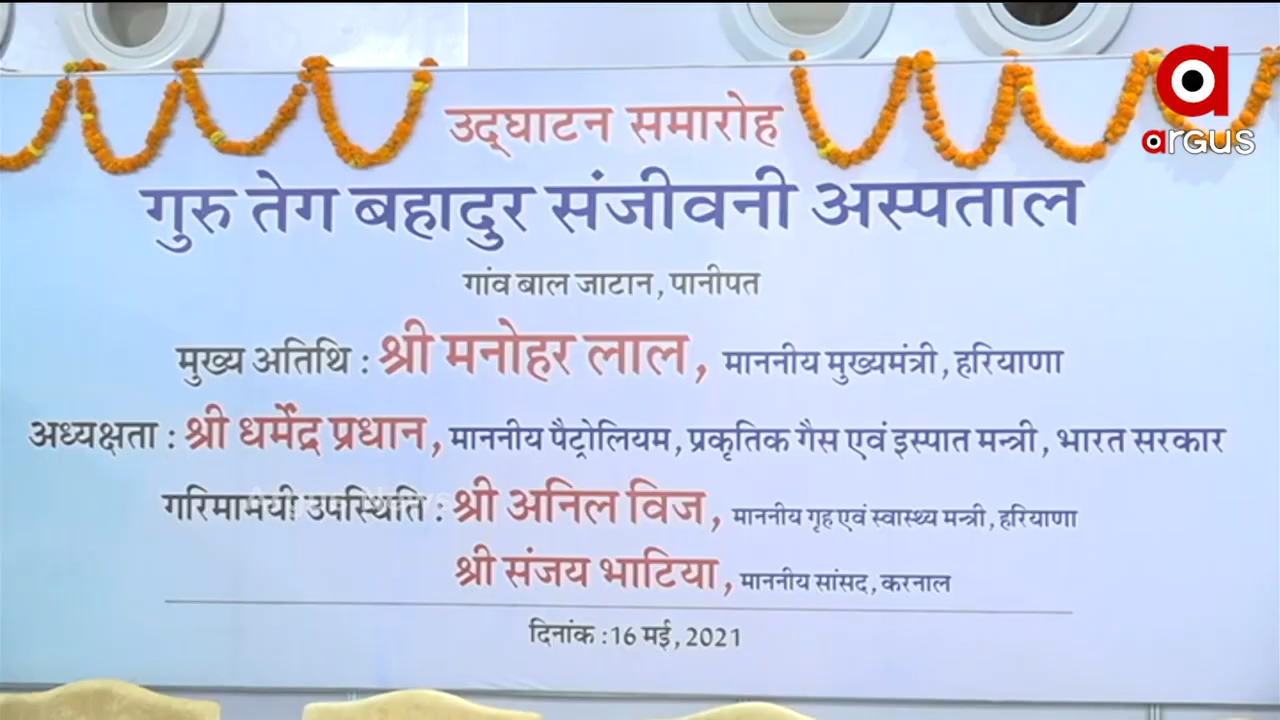 उद्घाटन समारोह
argus
गुरु तेग बहादुर संजीवनी अस्पताल
गांव बाल जाटान, पानीपत
मुख्य अतिथि : श्री मनोहर लाल, माननीय मुख्यमंत्री, हरियाणा
अध्यक्षता : श्री धर्मेंद्र प्रधान, माननीय पैट्रोलियम, प्रकृतिक गैस एवं इस्पात मन्त्री, भारत सरकार
Argus News
गरिमामयी उपस्थिति : श्री अनिल विज, माननीय गृह एवं स्वास्थ्य मन्त्री, हरियाणा
श्री संजय भाटिया, माननीय सांसद, करनाल
दिनांक : 16 मई, 2021